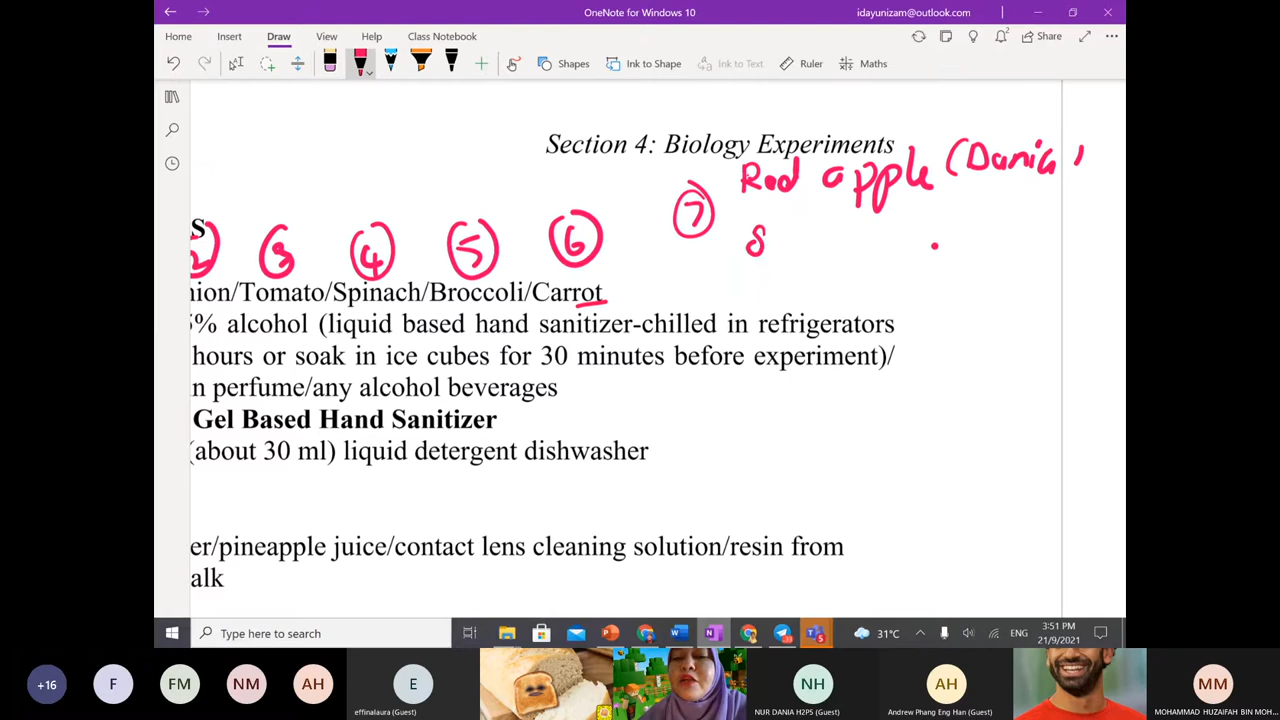 OneNote for Windows 10
idayunizam@outlook.com
Home Insert Draw View Help Class Notebook
Share
Shapes
Ink to Shape
Ink to Text
Ruler
Maths
Section 4: Biology Experiments
Red apple (Dania)
S
2 3 4 5 6 7
8
nion/Tomato/Spinach/Broccoli/Carrot
5% alcohol (liquid based hand sanitizer-chilled in refrigerators
hours or soak in ice cubes for 30 minutes before experiment)/
n perfume/any alcohol beverages
Gel Based Hand Sanitizer
(about 30 ml) liquid detergent dishwasher
er/pineapple juice/contact lens cleaning solution/resin from
alk
Type here to search
31°C
ENG
3:51 PM
21/9/2021
+16
F
FM
NM
AH
E
effinalaura (Guest)
NH
NUR DANIA H2PS (Guest)
AH
Andrew Phang Eng Han (Guest)
MM
MOHAMMAD HUZAIFAH BIN MOH...